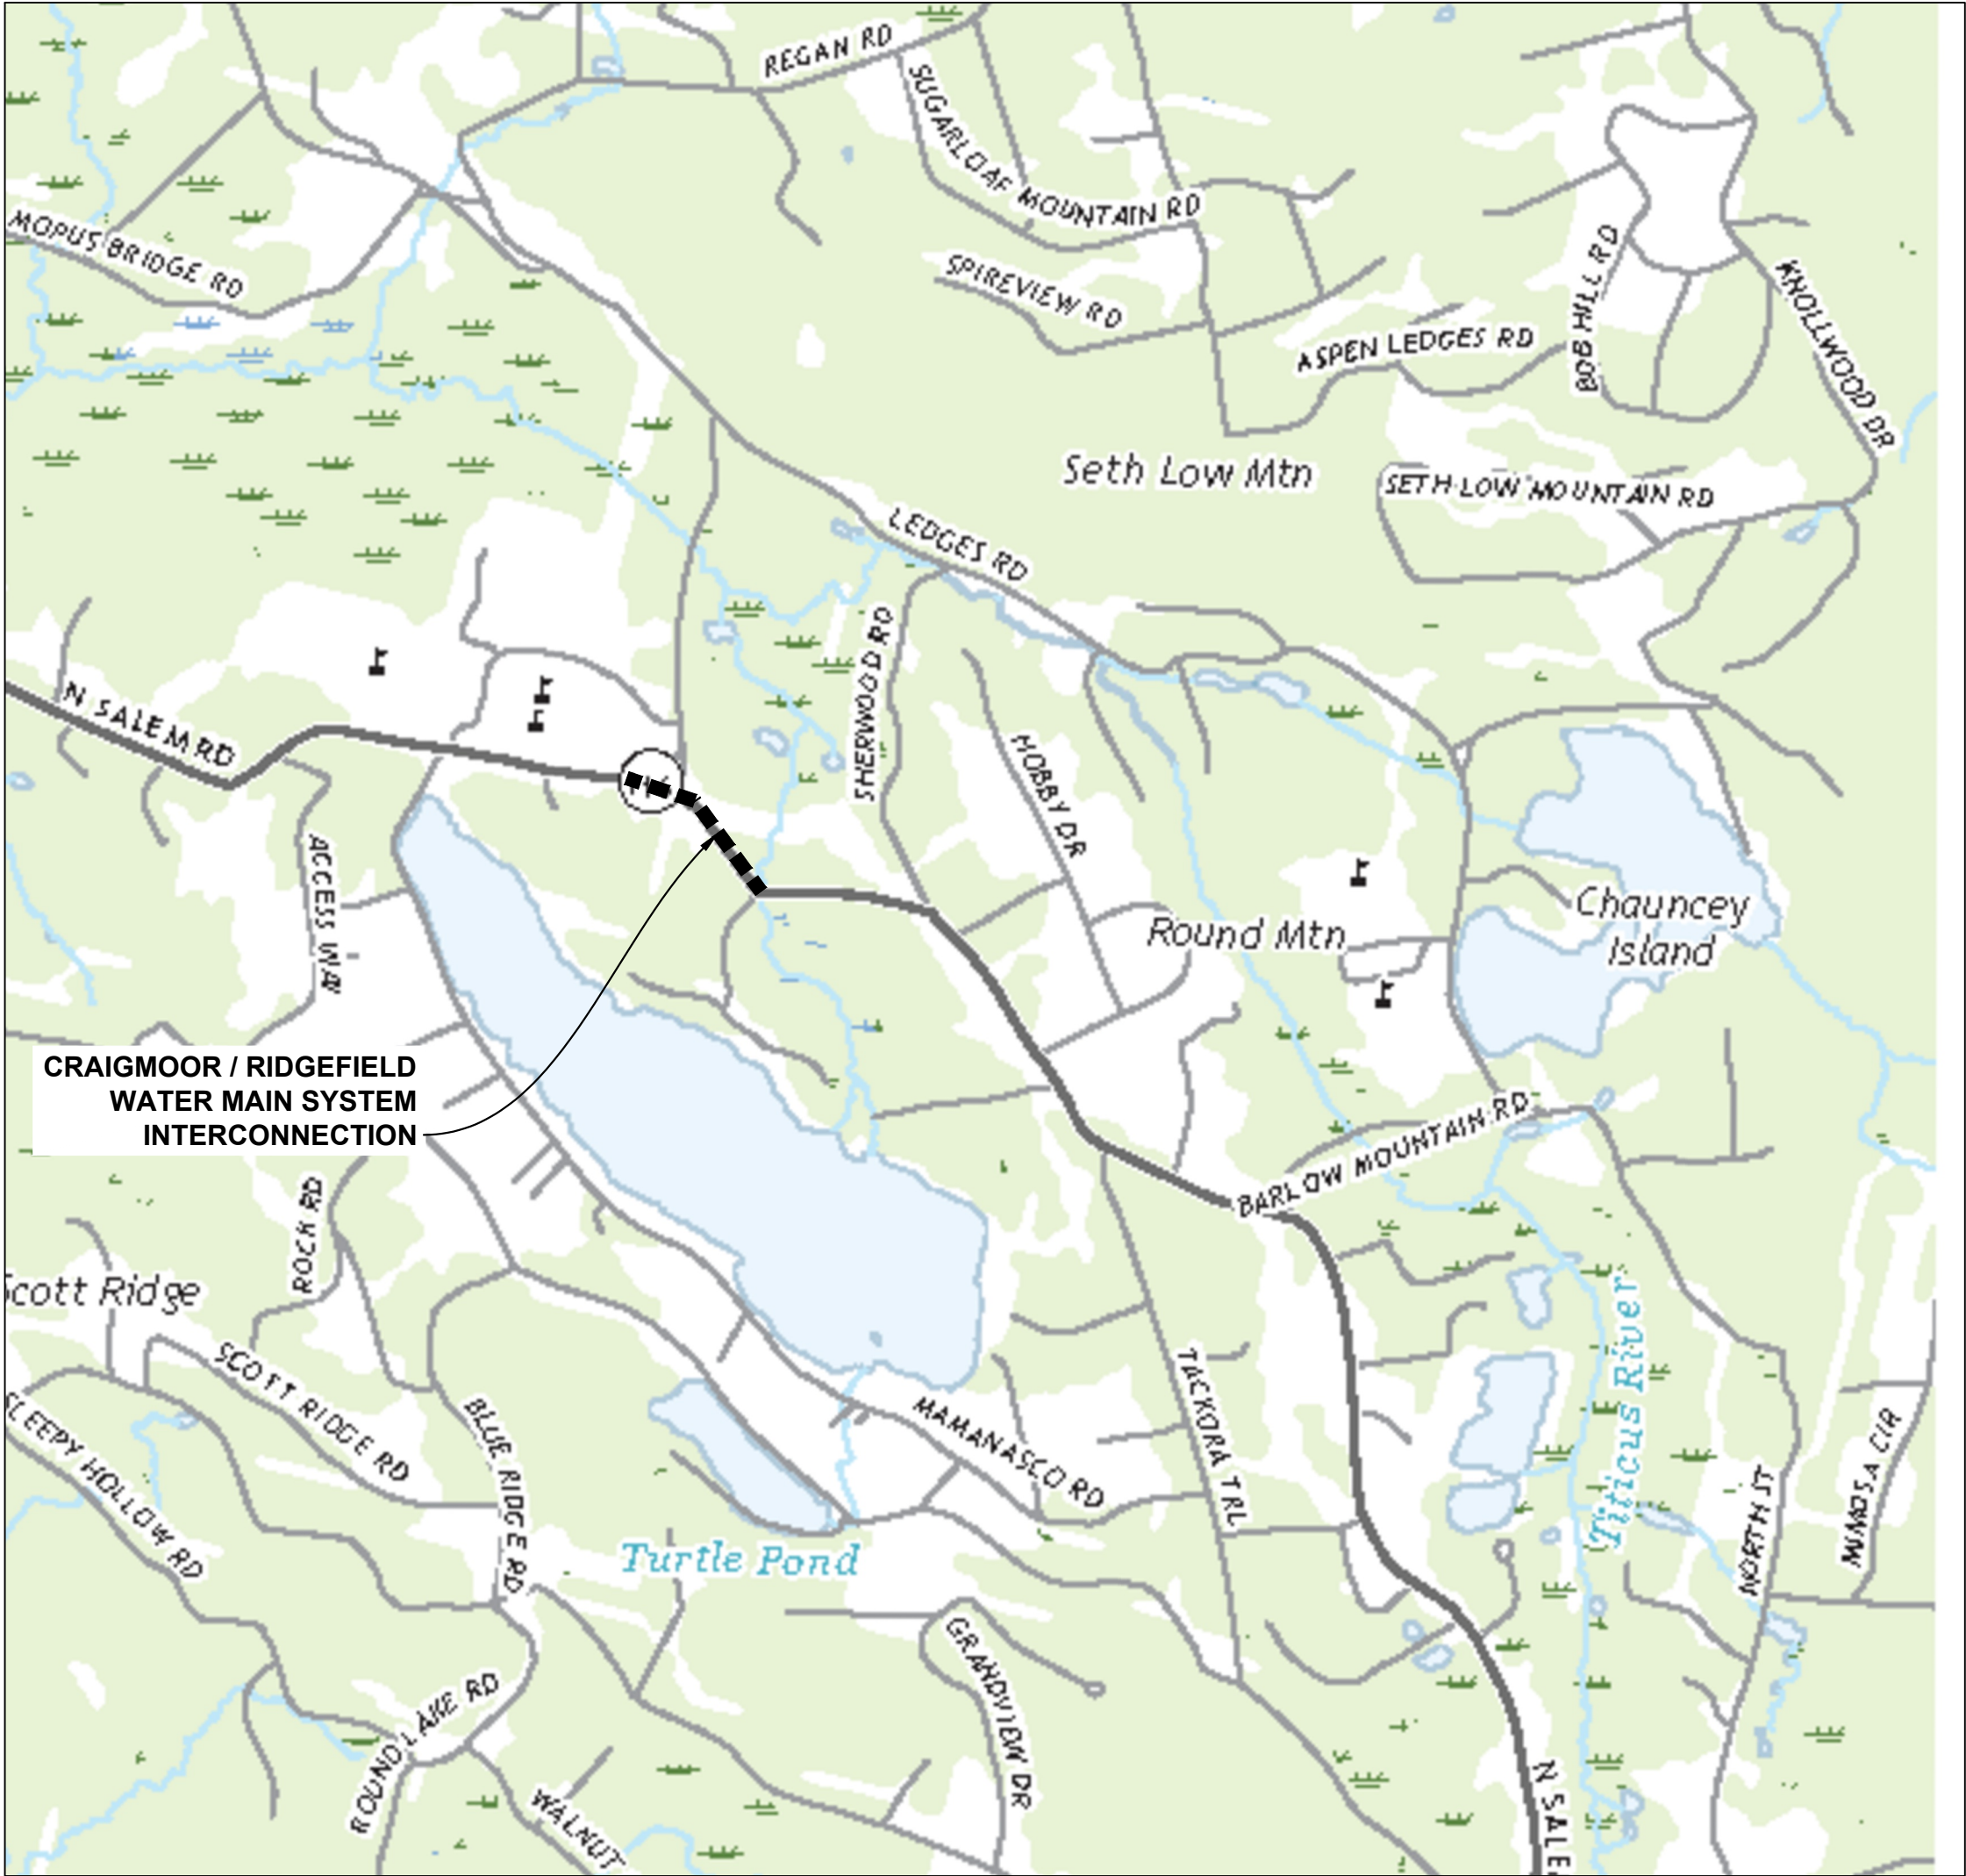 REGAN RD
SUGARLOAF MOUNTAIN RD
MOPUS BRIDGE RD
SPIREVIEW RD
BOB HILL RD
KNOLLWOOD DR
ASPEN LEDGES RD
Seth Low Mtn
SETH LOW MOUNTAIN RD
LEDGES RD
SHERWOOD RD
N SALEM RD
HOBBY DR
ACCESS WAY
Chauncey
Island
Round Mtn
CRAIGMOOR / RIDGEFIELD
WATER MAIN SYSTEM
INTERCONNECTION
BARLOW MOUNTAIN RD
ROCK RD
Scott Ridge
SCOTT RIDGE RD
SLEEPY HOLLOW RD
BLUE RIDGE RD
MAMANASCO RD
TACKORA TRL
Titicus River
NORTH ST
MIMOSA CIR
Turtle Pond
GRANDVIEW DR
ROUND LAKE RD
WALNUT
N SALE